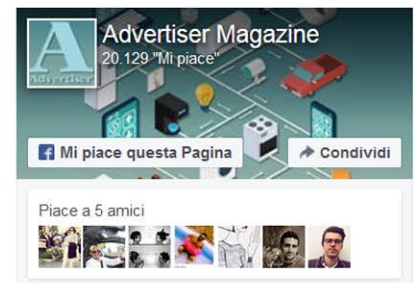 Advertiser Magazine
20.129 "Mi piace"
A
Advertiser
Mi piace questa Pagina
Condividi
Piace a 5 amici